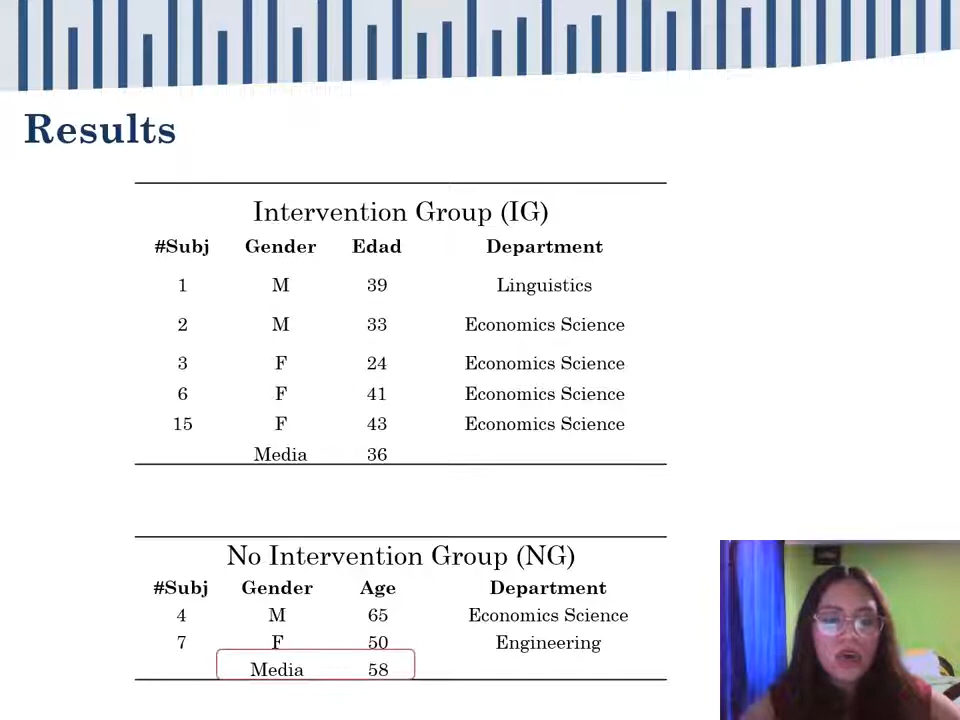 Results
Intervention Group (IG)
#Subj Gender Edad Department
1 M 39 Linguistics
2 M 33 Economics Science
3 F 24 Economics Science
6 F 41 Economics Science
15 F 43 Economics Science
Media 36
No Intervention Group (NG)
#Subj Gender Age Department
4 M 65 Economics Science
7 F 50 Engineering
Media 58